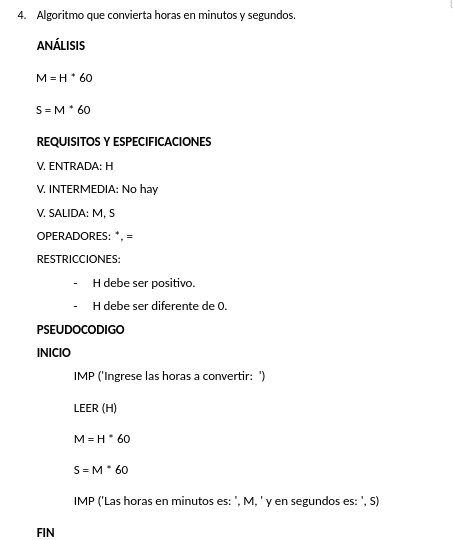 4. Algoritmo que convierta horas en minutos y segundos.
ANÁLISIS
M = H * 60
S = M * 60
REQUISITOS Y ESPECIFICACIONES
V. ENTRADA: H
V. INTERMEDIA: No hay
V. SALIDA: M, S
OPERADORES: *, =
RESTRICCIONES:
- H debe ser positivo.
- H debe ser diferente de 0.
PSEUDOCODIGO
INICIO
IMP ('Ingrese las horas a convertir:  ')
LEER (H)
M = H * 60
S = M * 60
IMP ('Las horas en minutos es: ', M, ' y en segundos es: ', S)
FIN